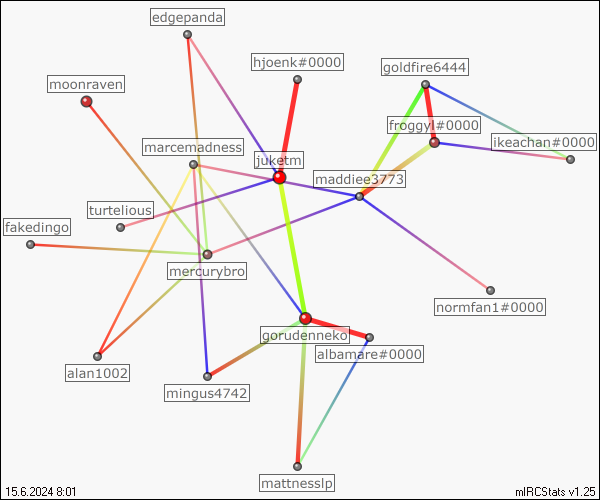 edgepanda
hjoenk#0000
goldfire6444
moonraven
froggyl#0000
ikeachan#0000
marcemadness
juketm
maddiee3773
turtelious
fakedingo
mercurybro
normfan1#0000
gorudenneko
albamare#0000
alan1002
mingus4742
mattnesslp
15.6.2024 8:01
mIRCStats v1.25